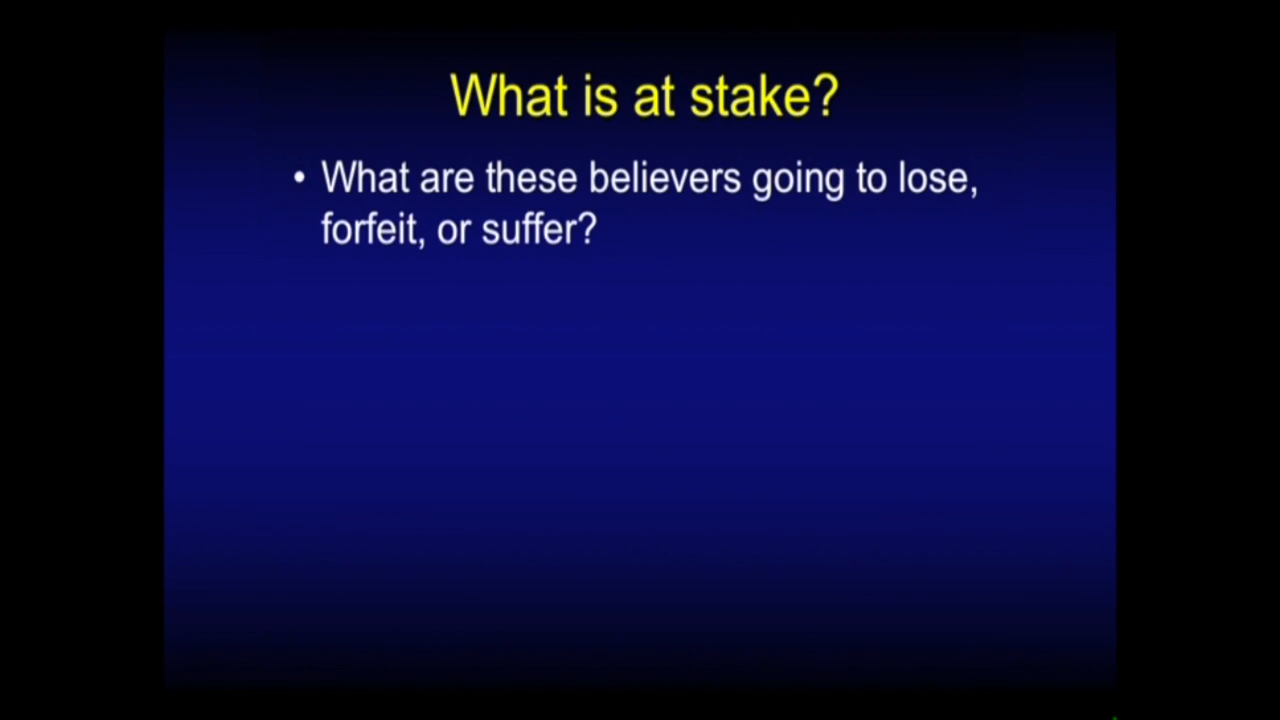 What is at stake?
• What are these believers going to lose,
forfeit, or suffer?